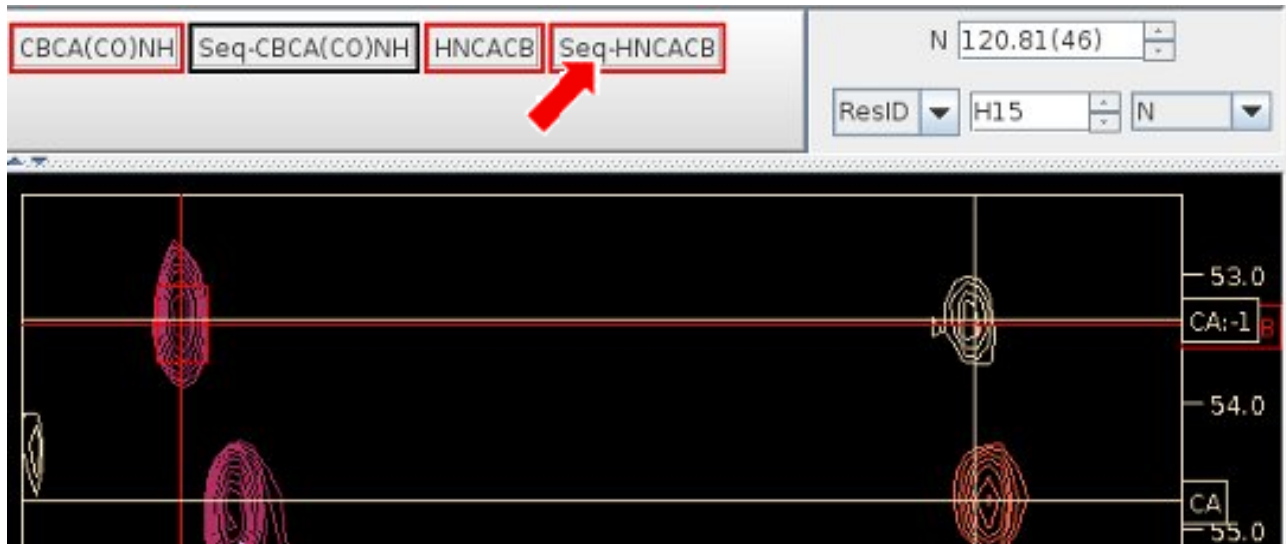 CBCA(CO)NH Seq-CBCA(CO)NH HNCACB Seq-HNCACB
N 120.81(46)
ResID H15 N
53.0
CA:-1 B
54.0
CA
55.0